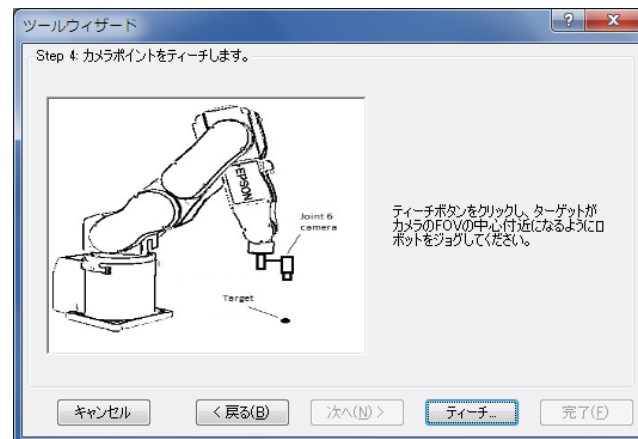 ツールウィザード
Step 4: カメラポイントをティーチします。
EPSON
Joint 6
camera
Target
ティーチボタンをクリックし、ターゲットが
カメラのFOVの中心付近になるようにロ
ボットをジョグしてください。
キャンセル
< 戻る(B)
次へ(N) >
ティーチ...
完了(F)